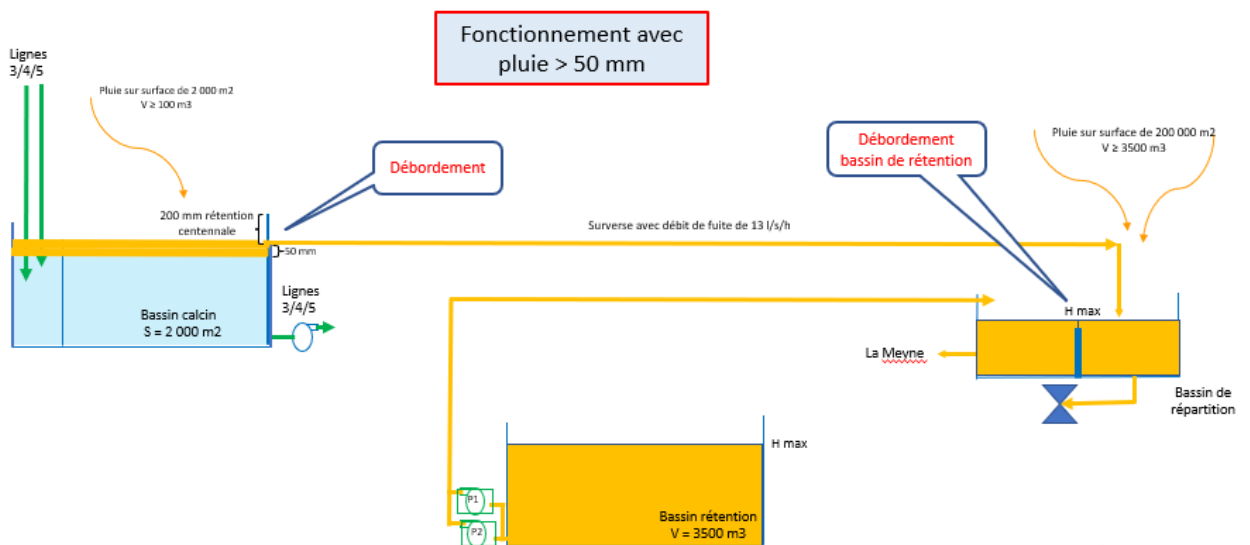 Fonctionnement avec
pluie > 50 mm
Lignes
3/4/5
Pluie sur surface de 2 000 m2
V ≥ 100 m3
Débordement
Débordement
bassin de rétention
Pluie sur surface de 200 000 m2
V ≥ 3500 m3
200 mm rétention
centennale
Surverse avec débit de fuite de 13 l/s/h
50 mm
Lignes
3/4/5
Bassin calcin
S = 2 000 m2
H max
La Meyne
Bassin de
répartition
H max
P1
P2
Bassin rétention
V = 3500 m3